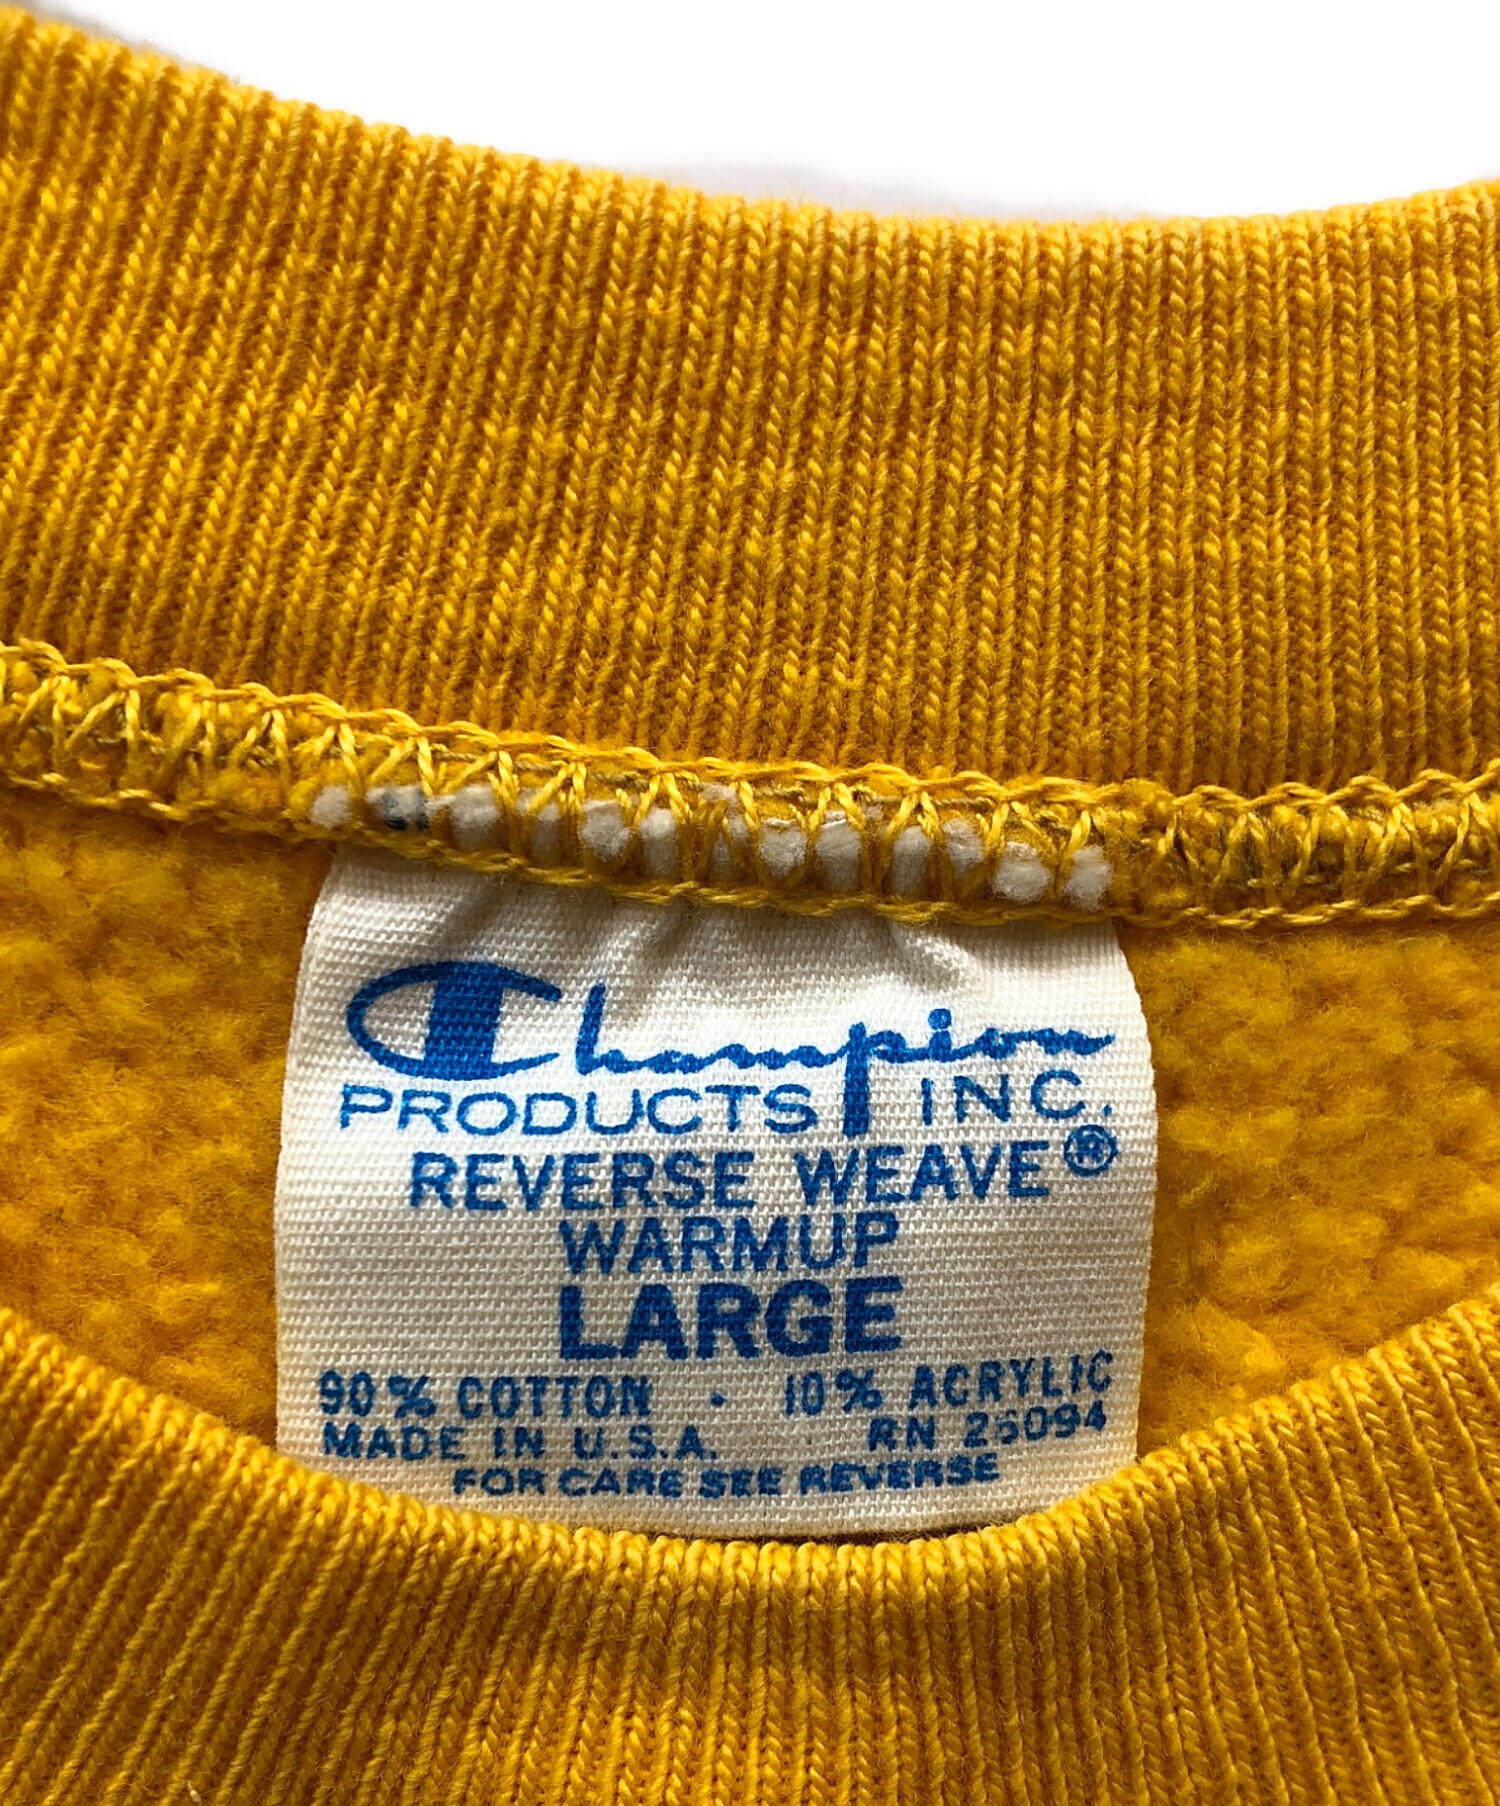 Champion
PRODUCTS INC.
REVERSE WEAVE®
WARMUP
LARGE
90% COTTON · 10% ACRYLIC
MADE IN U.S.A. RN 26094
FOR CARE SEE REVERSE